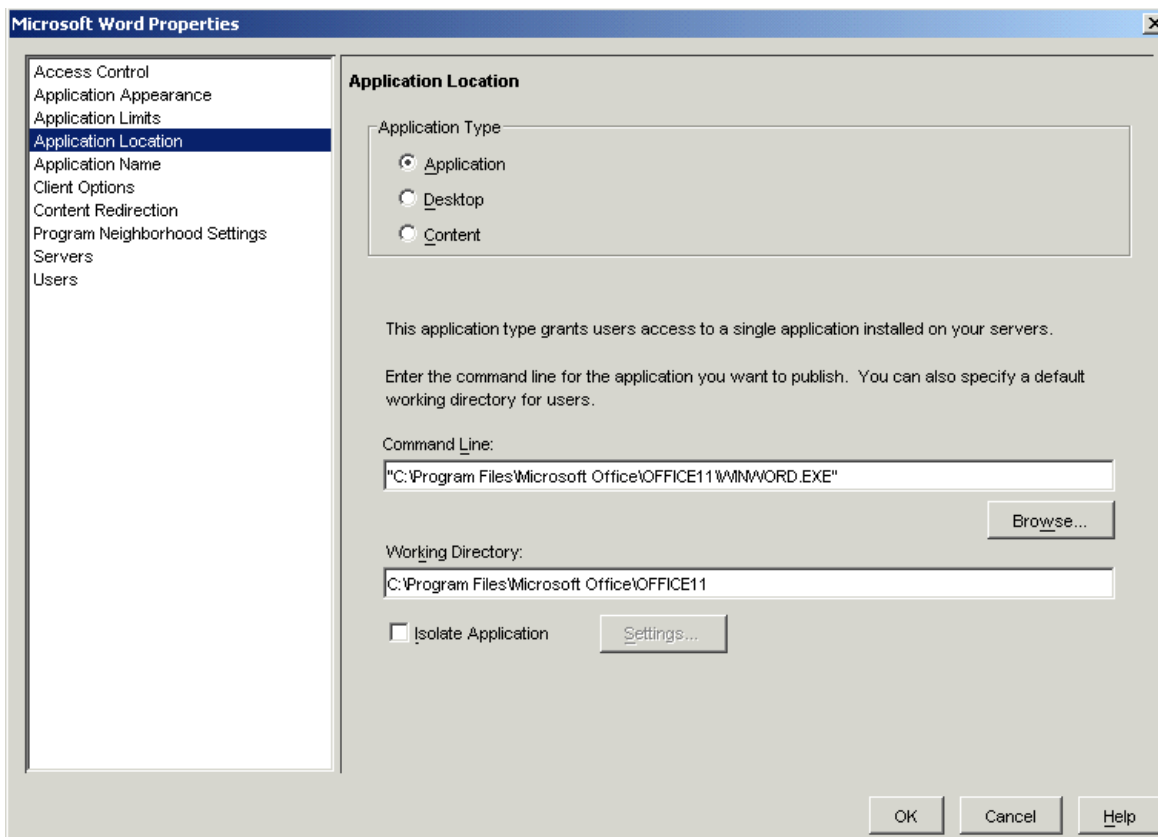 Microsoft Word Properties
Access Control
Application Appearance
Application Limits
Application Location
Application Name
Client Options
Content Redirection
Program Neighborhood Settings
Servers
Users
Application Location
Application Type
Application
Desktop
Content
This application type grants users access to a single application installed on your servers.
Enter the command line for the application you want to publish. You can also specify a default
working directory for users.
Command Line:
"C:\Program Files\Microsoft Office\OFFICE11\WINWORD.EXE"
Browse...
Working Directory:
C:\Program Files\Microsoft Office\OFFICE11
Isolate Application
Settings...
OK
Cancel
Help